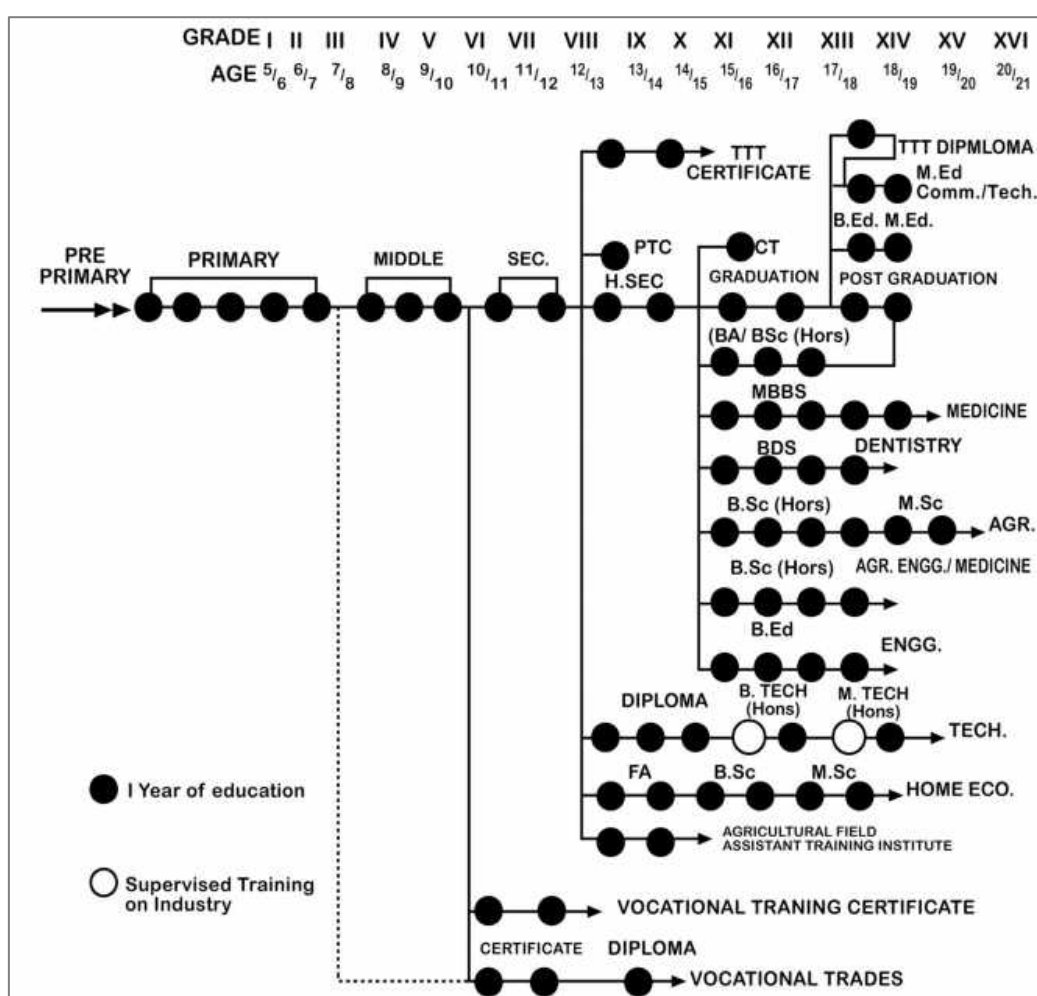 GRADE I II III IV V VI VII VIII IX X XI XII XIII XIV XV XVI
AGE 5/6 6/7 7/8 8/9 9/10 10/11 11/12 12/13 13/14 14/15 15/16 16/17 17/18 18/19 19/20 20/21
TTT DIPMLOMA
TTT
CERTIFICATE
M.Ed
Comm./Tech.
B.Ed. M.Ed.
PRE
PRIMARY
PRIMARY
MIDDLE
SEC.
PTC
H.SEC
CT
GRADUATION
POST GRADUATION
(BA/ BSc (Hors)
MBBS
MEDICINE
BDS
DENTISTRY
B.Sc (Hors)
M.Sc
AGR.
B.Sc (Hors)
AGR. ENGG./ MEDICINE
B.Ed
ENGG.
DIPLOMA
B. TECH
(Hons)
M. TECH
(Hons)
TECH.
FA
B.Sc
M.Sc
HOME ECO.
I Year of education
AGRICULTURAL FIELD
ASSISTANT TRAINING INSTITUTE
Supervised Training
on Industry
VOCATIONAL TRANING CERTIFICATE
CERTIFICATE
DIPLOMA
VOCATIONAL TRADES